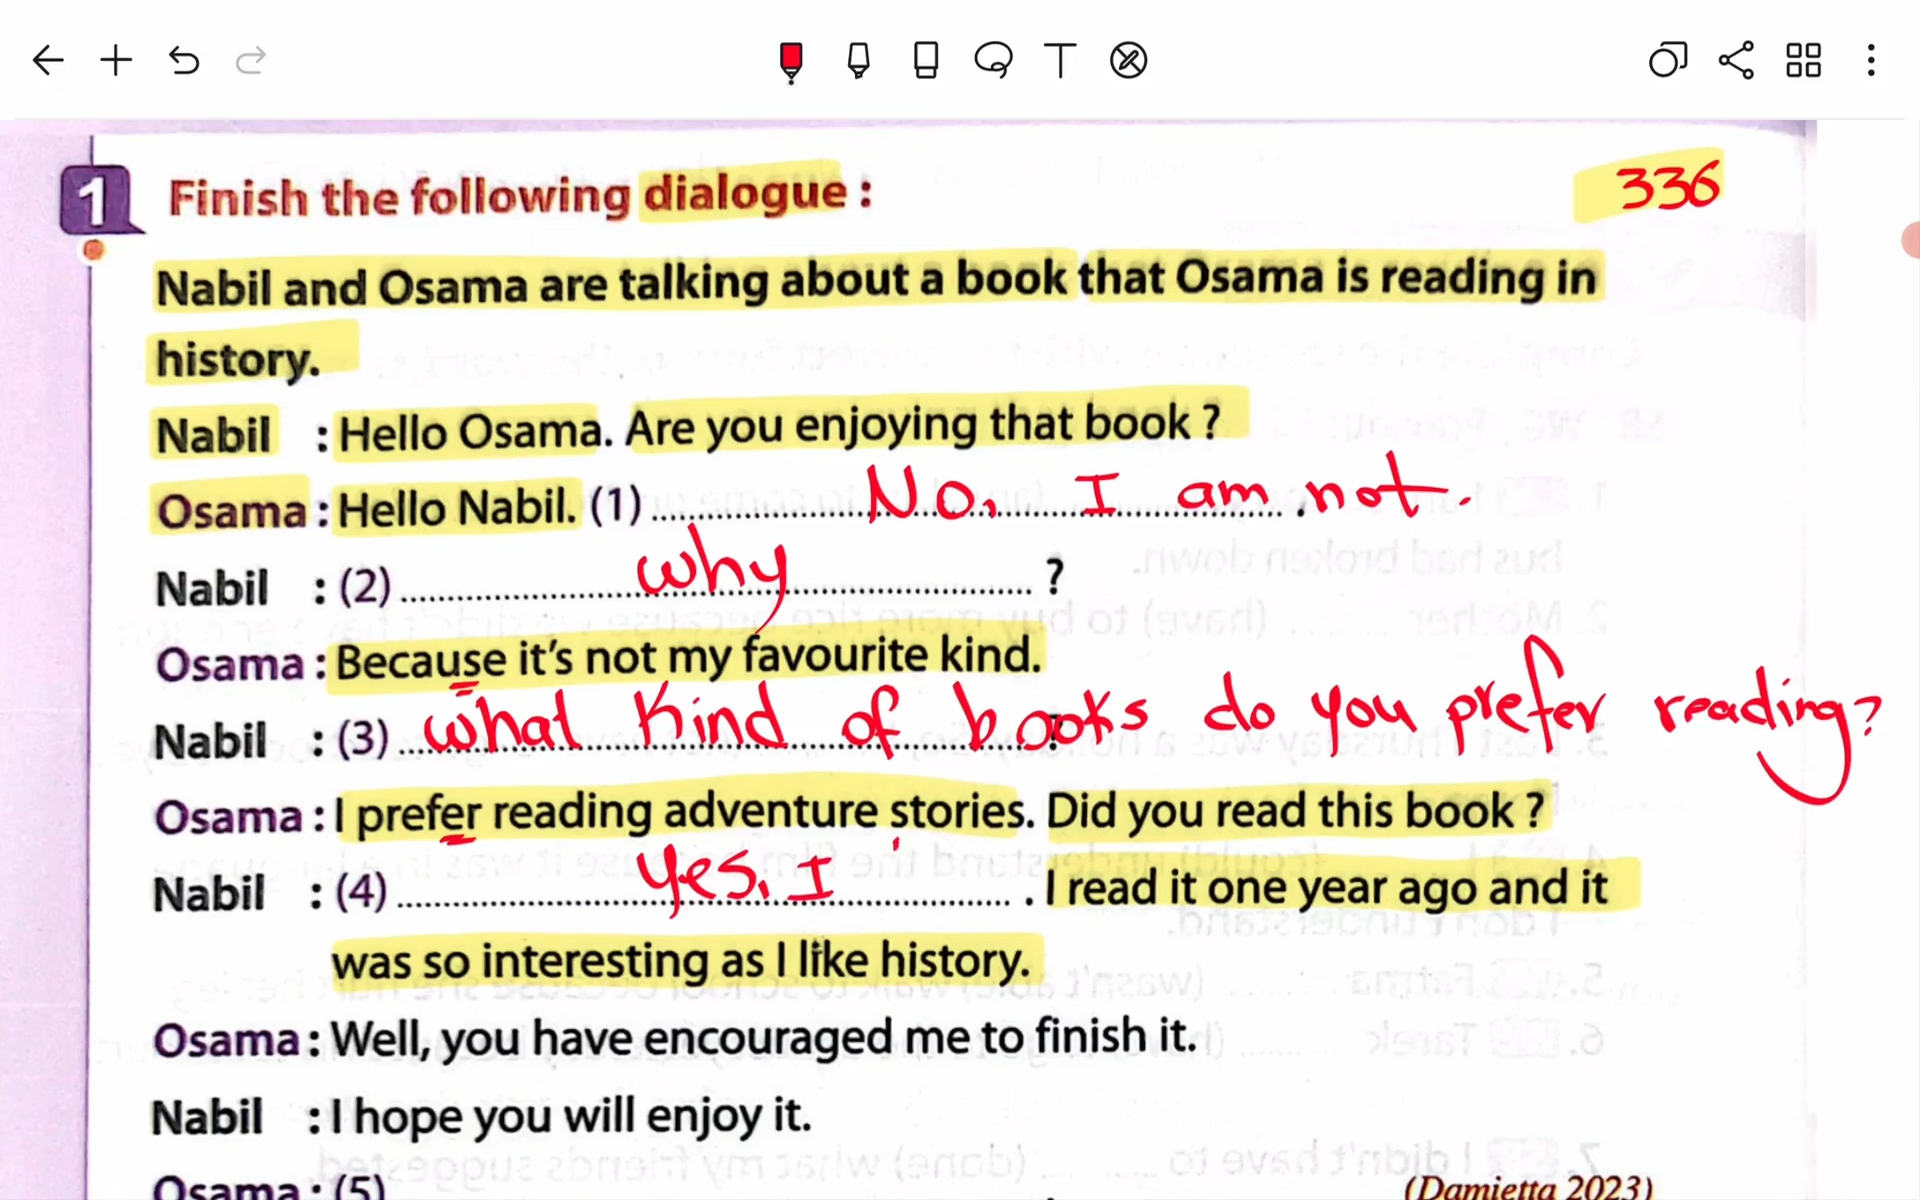 1 Finish the following dialogue : 336
Nabil and Osama are talking about a book that Osama is reading in
history.
Nabil : Hello Osama. Are you enjoying that book ?
Osama : Hello Nabil. (1) No, I am not.
Nabil : (2) why ?
Osama : Because it's not my favourite kind.
Nabil : (3) what kind of books do you prefer reading?
Osama : I prefer reading adventure stories. Did you read this book ?
Nabil : (4) yes, I . I read it one year ago and it
was so interesting as I like history.
Osama : Well, you have encouraged me to finish it.
Nabil : I hope you will enjoy it.
Osama : (5) .
(Damietta 2023)